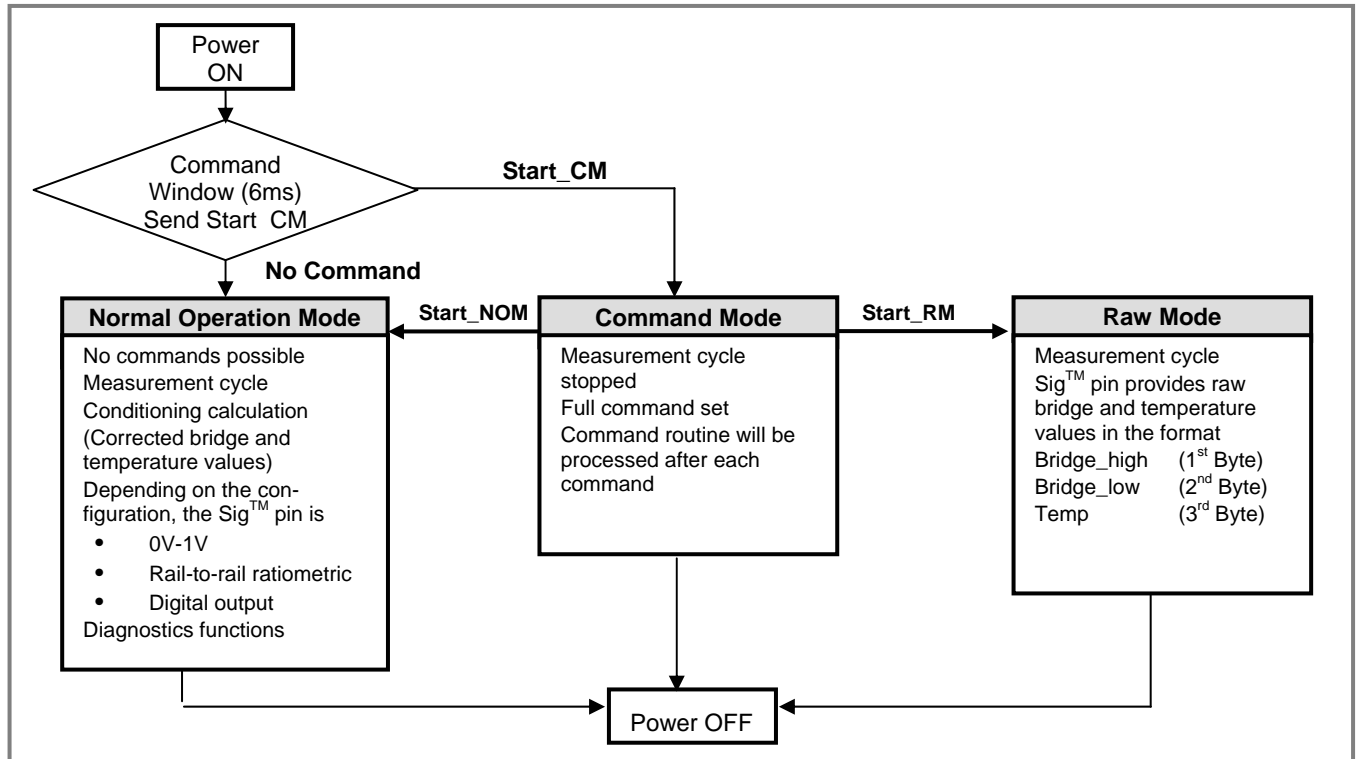 Power
ON
Command
Window (6ms)
Send Start CM
Start_CM
No Command
Normal Operation Mode
No commands possible
Measurement cycle
Conditioning calculation
(Corrected bridge and
temperature values)
Depending on the con-
figuration, the Sig™ pin is
• 0V-1V
• Rail-to-rail ratiometric
• Digital output
Diagnostics functions
Start_NOM
Command Mode
Measurement cycle
stopped
Full command set
Command routine will be
processed after each
command
Start_RM
Raw Mode
Measurement cycle
Sig™ pin provides raw
bridge and temperature
values in the format
Bridge_high (1st Byte)
Bridge_low (2nd Byte)
Temp (3rd Byte)
Power OFF